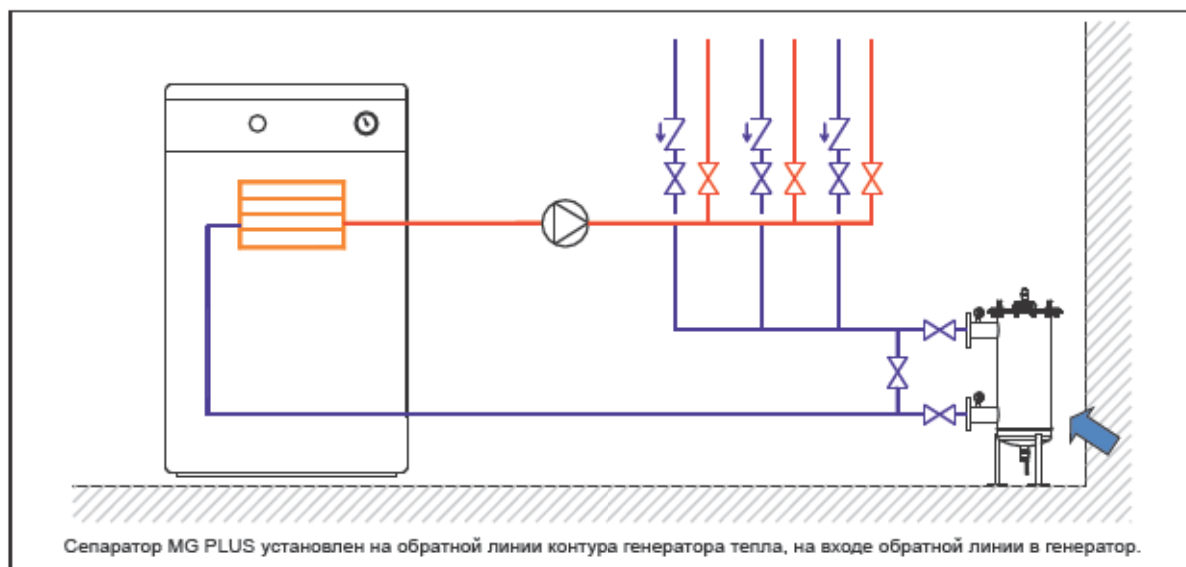 Сепаратор MG PLUS установлен на обратной линии контура генератора тепла, на входе обратной линии в генератор.